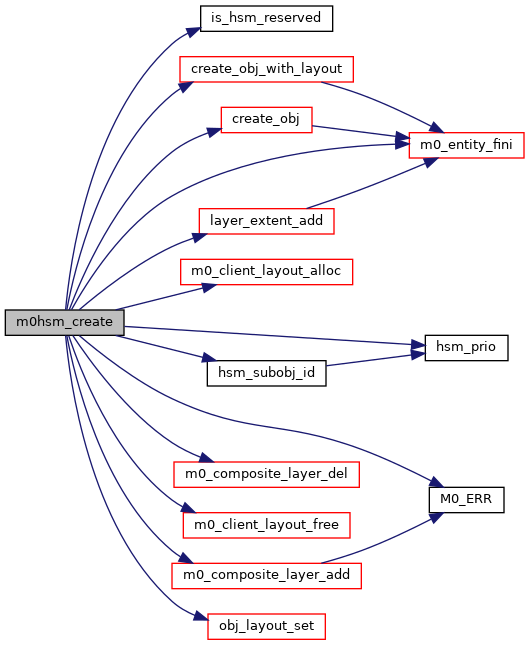 is_hsm_reserved
create_obj_with_layout
create_obj
m0_entity_fini
layer_extent_add
m0_client_layout_alloc
m0hsm_create
hsm_prio
hsm_subobj_id
m0_composite_layer_del
M0_ERR
m0_client_layout_free
m0_composite_layer_add
obj_layout_set